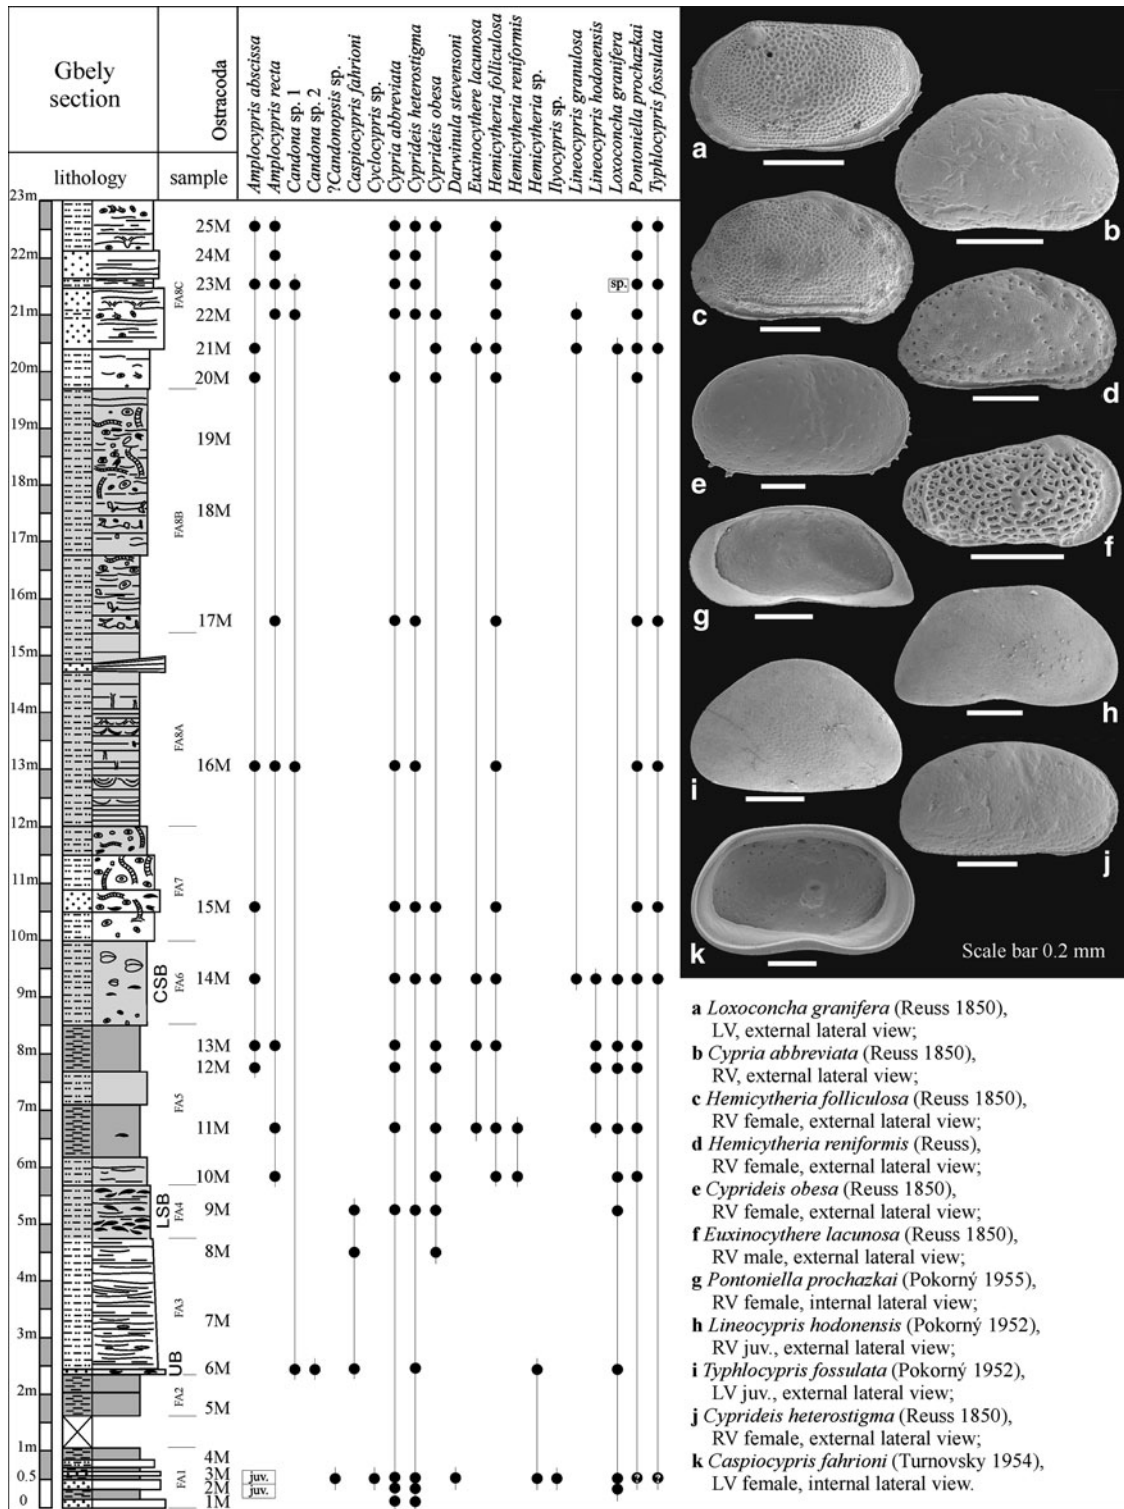 Gbely
section
lithology
Ostracoda
sample
Amplocypris abscissa
Amplocypris recta
Candona sp. 1
Candona sp. 2
?Candonopsis sp.
Caspiocypris fahrioni
Cyclocypris sp.
Cypria abbreviata
Cyprideis heterostigma
Cyprideis obesa
Darwinula stevensoni
Euxinocythere lacunosa
Hemicytheria folliculosa
Hemicytheria reniformis
Hemicytheria sp.
Ilyocypris sp.
Lineocypris granulosa
Lineocypris hodonensis
Loxoconcha granifera
Pontoniella prochazkai
Typhlocypris fossulata
23m
25M
22m
24M
23M
sp.
FA8C
21m
22M
21M
20m
20M
19m
19M
18m
18M
FA8B
17m
16m
17M
15m
14m
FA8A
13m
16M
12m
11m
FA7
15M
10m
14M
FA6
CSB
9m
8m
13M
12M
FA5
7m
11M
6m
10M
LSB
FA4
9M
5m
8M
4m
FA3
7M
3m
UB
6M
2m
FA2
5M
1m
4M
FA1
0.5
3M
juv.
? ?
2M
juv.
0
1M
a
b
c
d
e
f
g
h
i
j
k
Scale bar 0.2 mm
a Loxoconcha granifera (Reuss 1850),
LV, external lateral view;
b Cypria abbreviata (Reuss 1850),
RV, external lateral view;
c Hemicytheria folliculosa (Reuss 1850),
RV female, external lateral view;
d Hemicytheria reniformis (Reuss),
RV female, external lateral view;
e Cyprideis obesa (Reuss 1850),
RV female, external lateral view;
f Euxinocythere lacunosa (Reuss 1850),
RV male, external lateral view;
g Pontoniella prochazkai (Pokorný 1955),
RV female, internal lateral view;
h Lineocypris hodonensis (Pokorný 1952),
RV juv., external lateral view;
i Typhlocypris fossulata (Pokorný 1952),
LV juv., external lateral view;
j Cyprideis heterostigma (Reuss 1850),
RV female, external lateral view;
k Caspiocypris fahrioni (Turnovsky 1954),
LV female, internal lateral view.